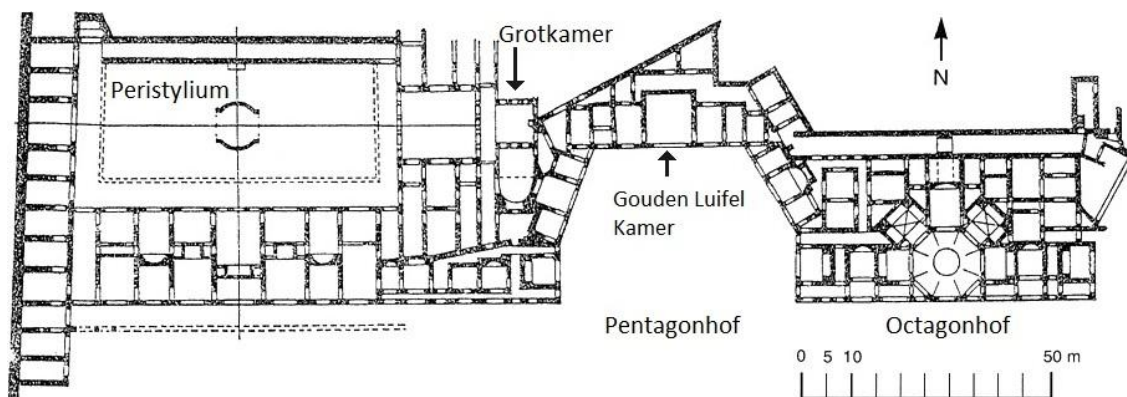 Grotkamer
Peristylium
N
Gouden Luifel
Kamer
Pentagonhof
Octagonhof
0 5 10 50 m